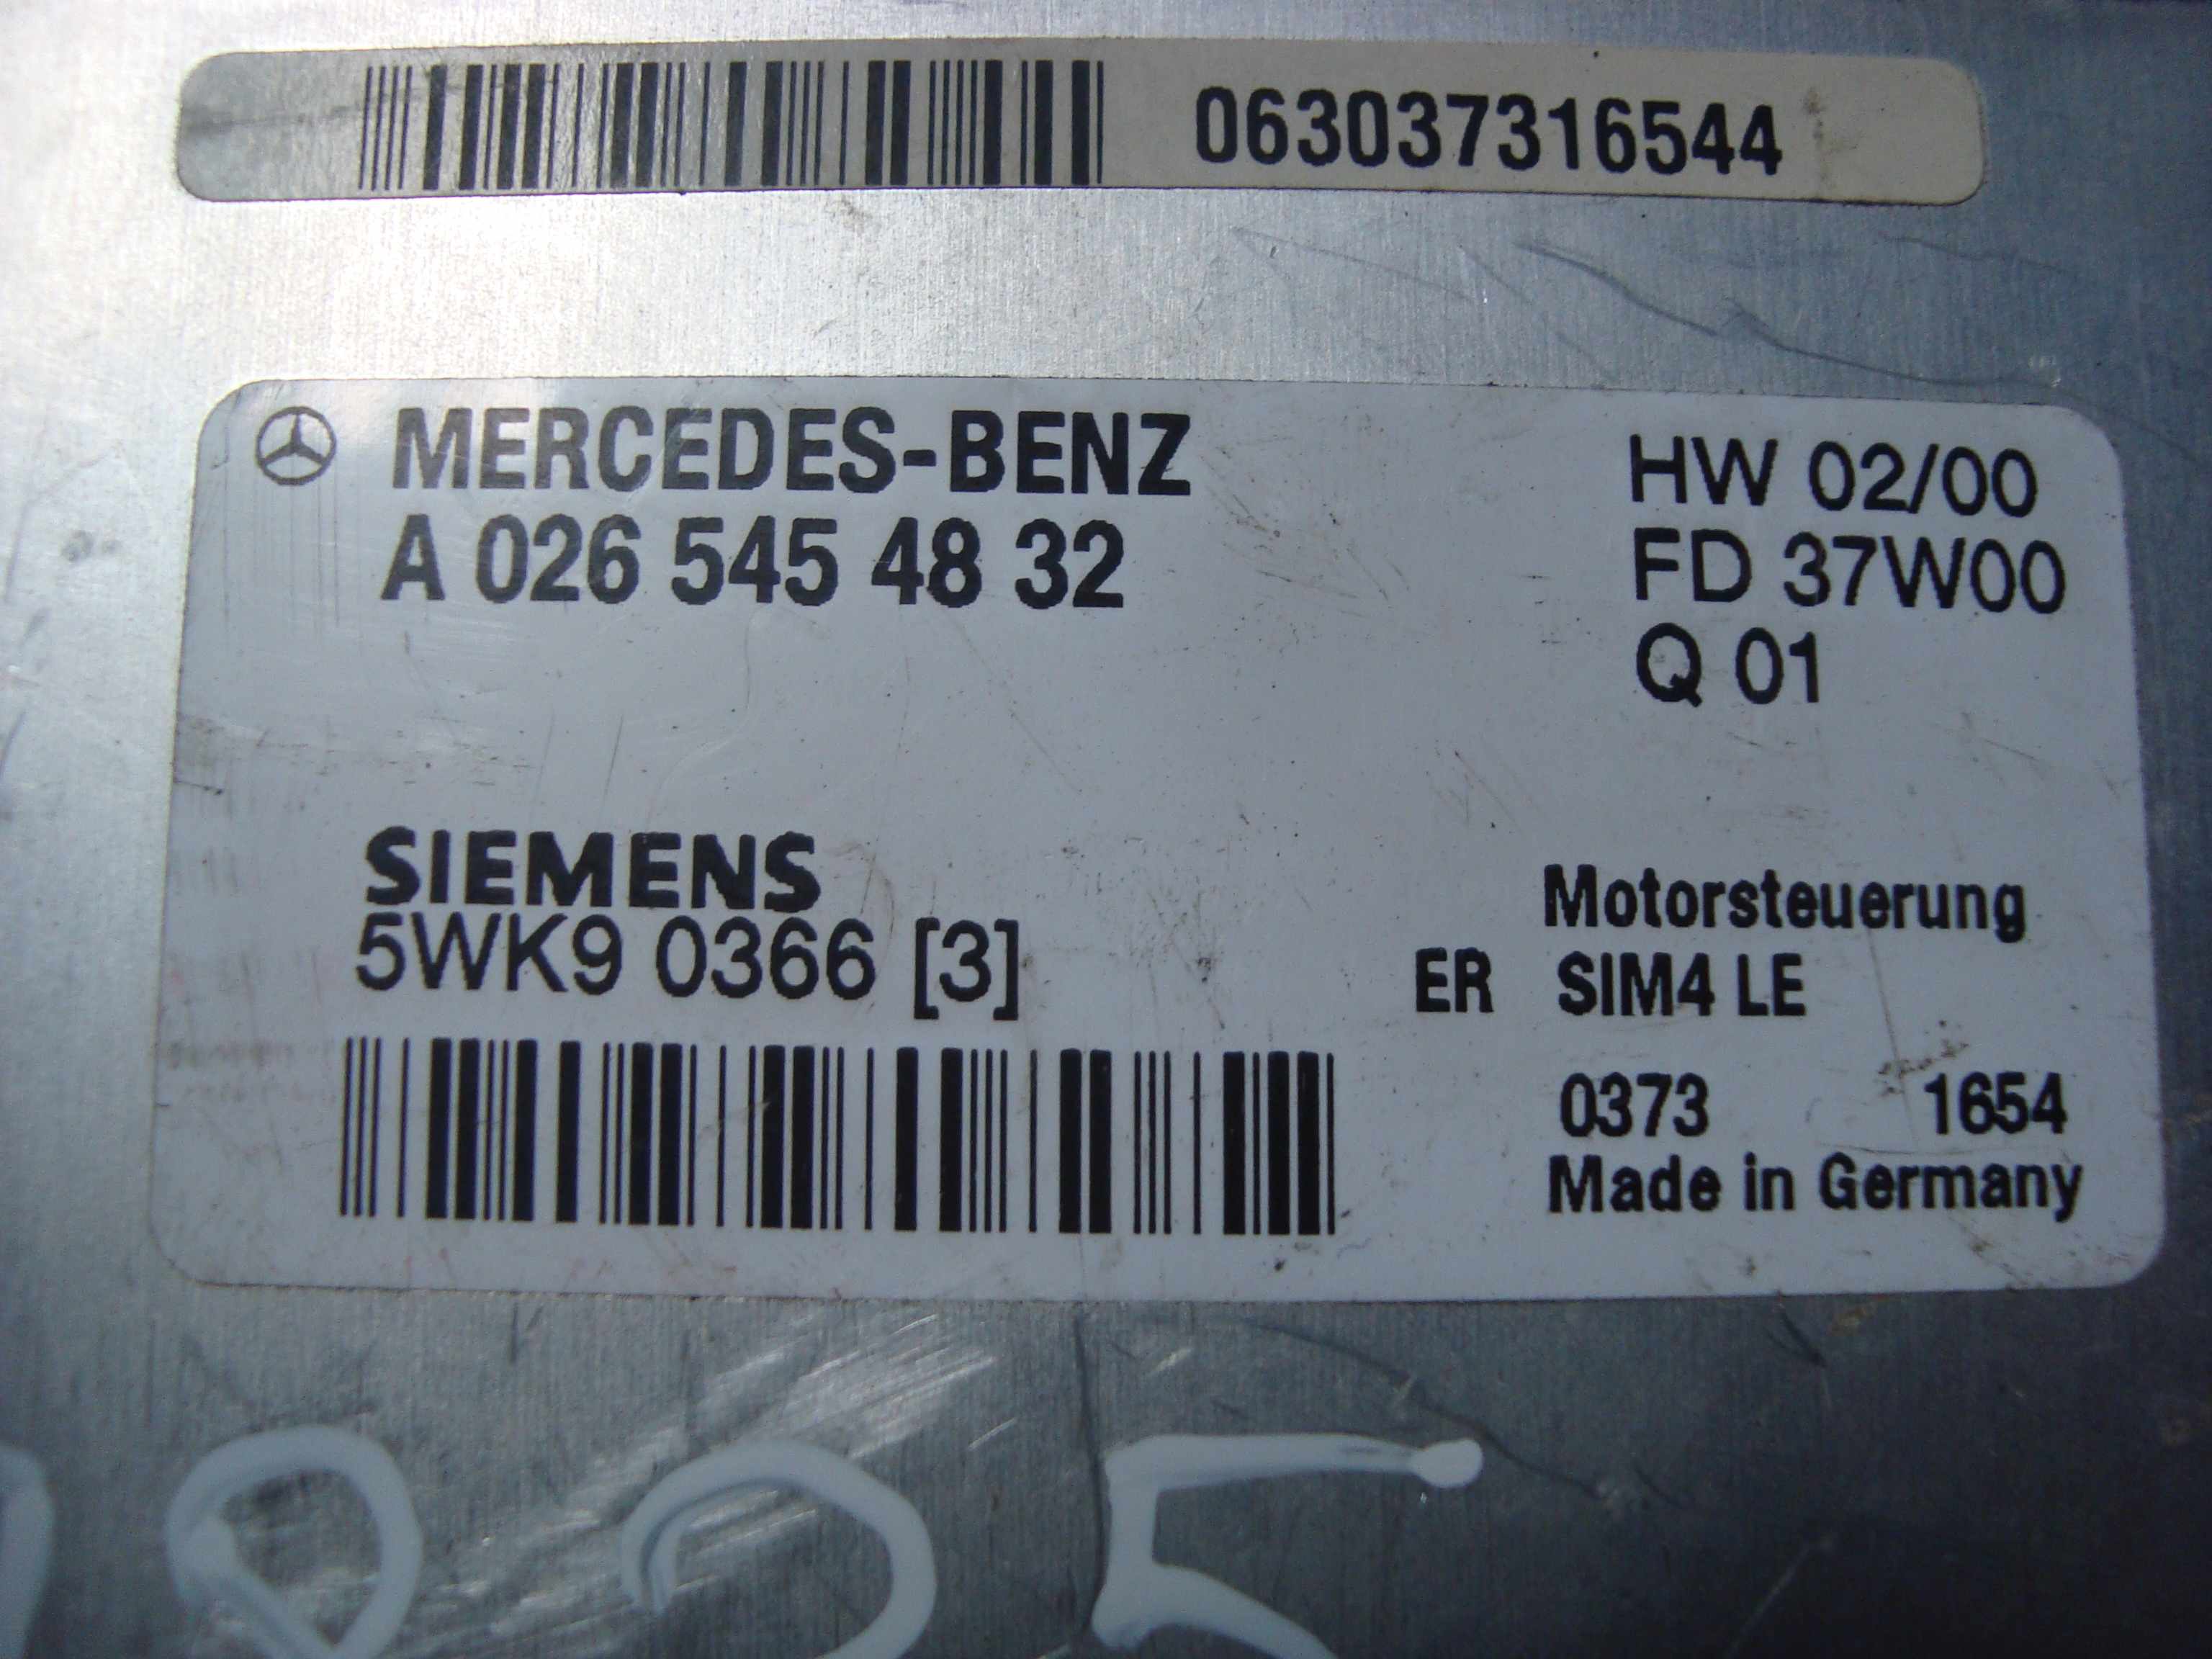 063037316544
MERCEDES-BENZ
A 026 545 48 32
HW 02/00
FD 37W00
Q 01
SIEMENS
5WK9 0366 [3]
Motorsteuerung
ER SIM4 LE
0373 1654
Made in Germany